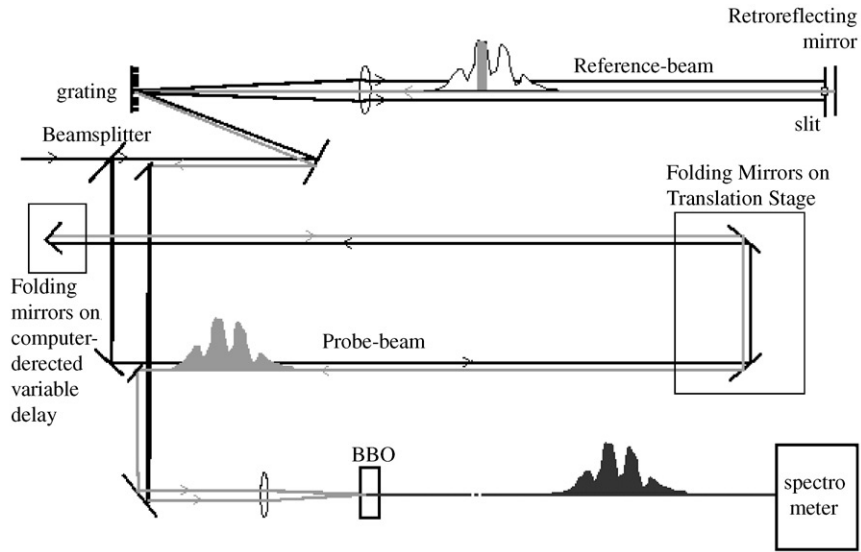 Retroreflecting
mirror
Reference-beam
grating
slit
Beamsplitter
Folding Mirrors on
Translation Stage
Folding
mirrors on
computer-
derected
variable
delay
Probe-beam
BBO
spectro
meter